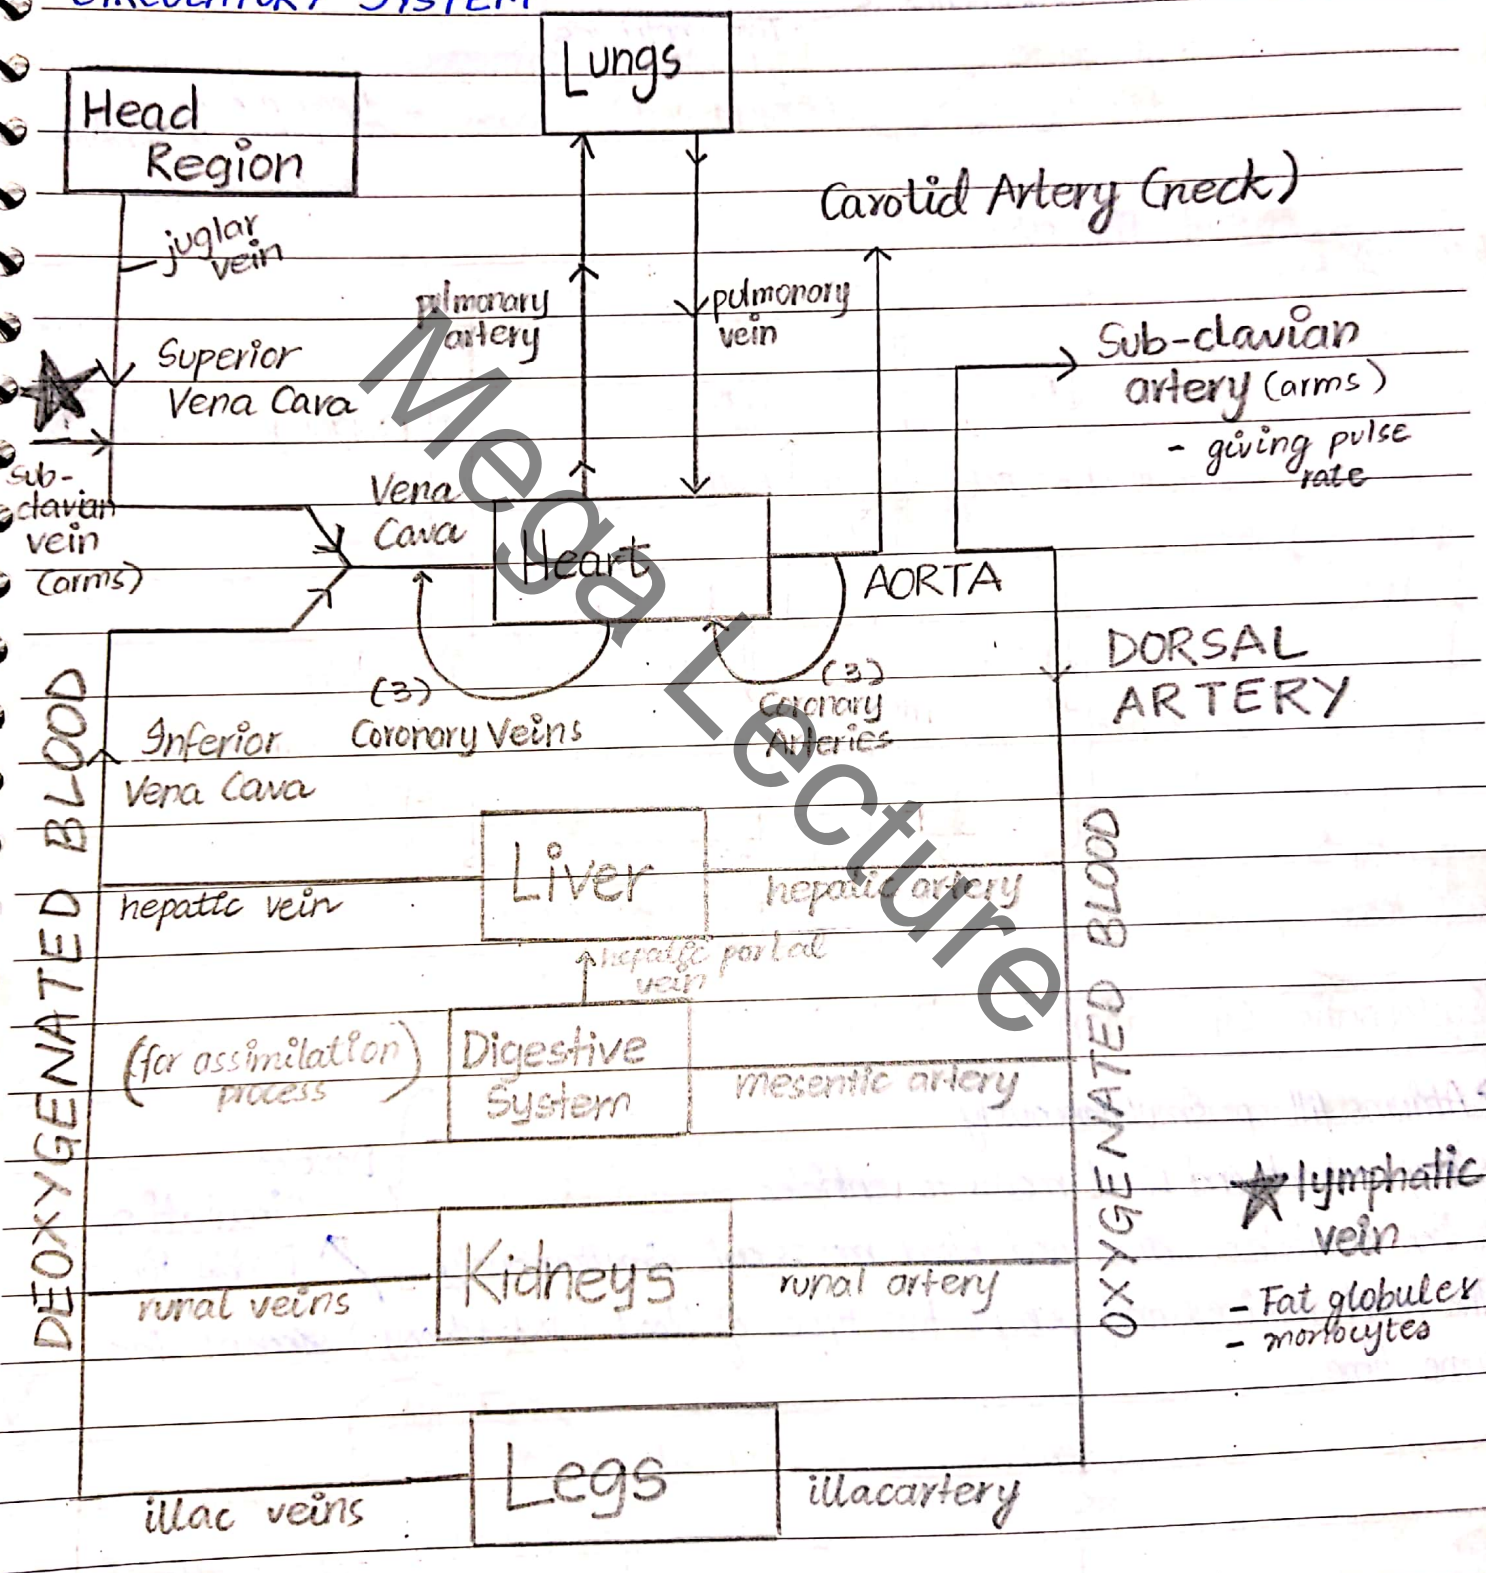 CIRCULATORY SYSTEM
Lungs
Head
Region
Carotid Artery (neck)
juglar
vein
pulmonary
artery
pulmonory
vein
Superior
Vena Cava
Sub-clavian
artery (arms)
- giving pulse
rate
Sub-
clavian
vein
(arms)
Vena
Cava
Heart
AORTA
DORSAL
ARTERY
(3)
Coronory Veins
(3)
Coronary
Arteries
Inferior
Vena Cava
DEOXYGENATED BLOOD
Liver
hepatic vein
hepatic artery
hepatic portal
vein
OXYGENATED BLOOD
(for assimilation)
process
Digestive
System
mesentic artery
lymphatic
vein
- Fat globules
- monocytes
Kidneys
runal veins
runal artery
Legs
illac veins
illacartery
Mega Lecture